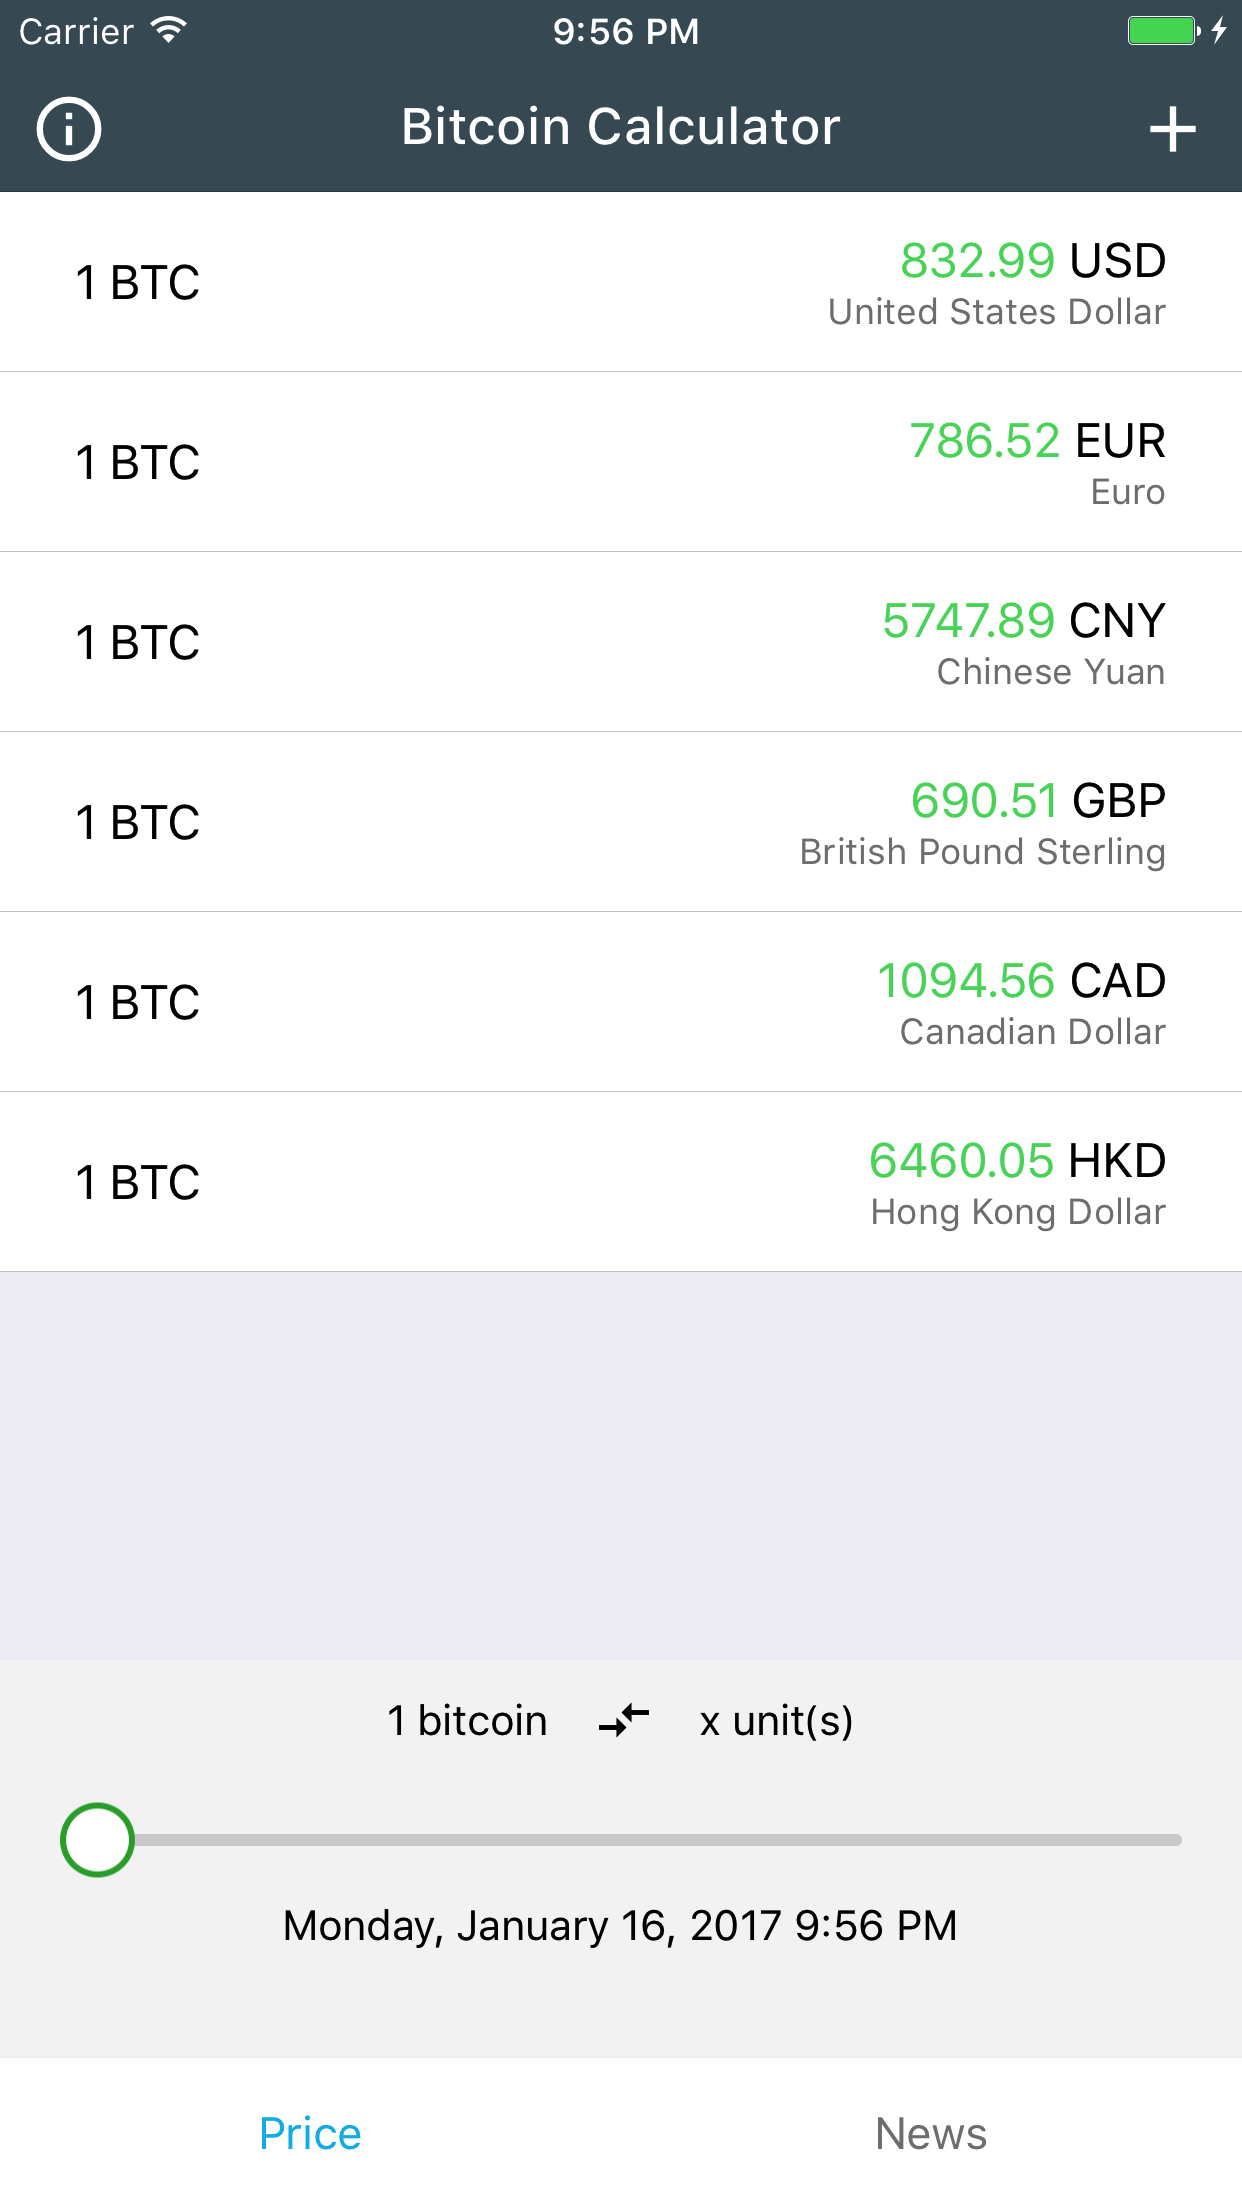 Carrier 9:56 PM
Bitcoin Calculator
1 BTC 832.99 USD
United States Dollar
1 BTC 786.52 EUR
Euro
1 BTC 5747.89 CNY
Chinese Yuan
1 BTC 690.51 GBP
British Pound Sterling
1 BTC 1094.56 CAD
Canadian Dollar
1 BTC 6460.05 HKD
Hong Kong Dollar
1 bitcoin x unit(s)
Monday, January 16, 2017 9:56 PM
Price News